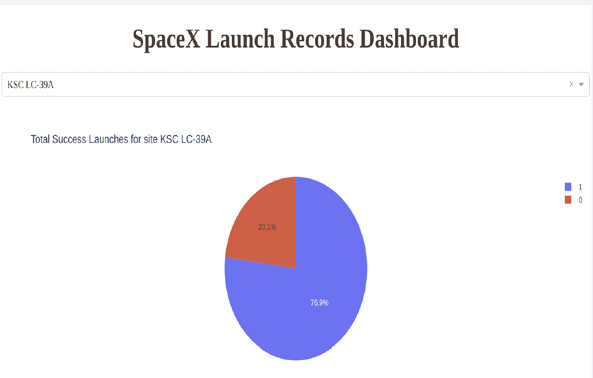 SpaceX Launch Records Dashboard
KSC LC-39A
x
Total Success Launches for site KSC LC-39A
1
0
23.1%
76.9%